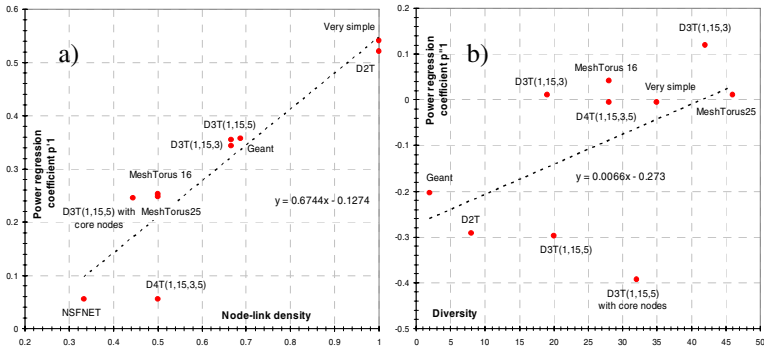 a)
Power regression
coefficient p'1
0.6
0.5
0.4
0.3
0.2
0.1
0
Very simple
D2T
D3T(1,15,5)
D3T(1,15,3)
Geant
MeshTorus 16
D3T(1,15,5) with
core nodes
MeshTorus25
y = 0.6744x - 0.1274
D4T(1,15,3,5)
NSFNET
Node-link density
0.2 0.3 0.4 0.5 0.6 0.7 0.8 0.9 1
b)
Power regression
coefficient p"1
0.2
0.1
0
-0.1
-0.2
-0.3
-0.4
-0.5
D3T(1,15,3)
MeshTorus 16
D3T(1,15,3)
Very simple
D4T(1,15,3,5)
MeshTorus25
Geant
y = 0.0066x - 0.273
D2T
D3T(1,15,5)
D3T(1,15,5)
with core nodes
Diversity
0 5 10 15 20 25 30 35 40 45 50